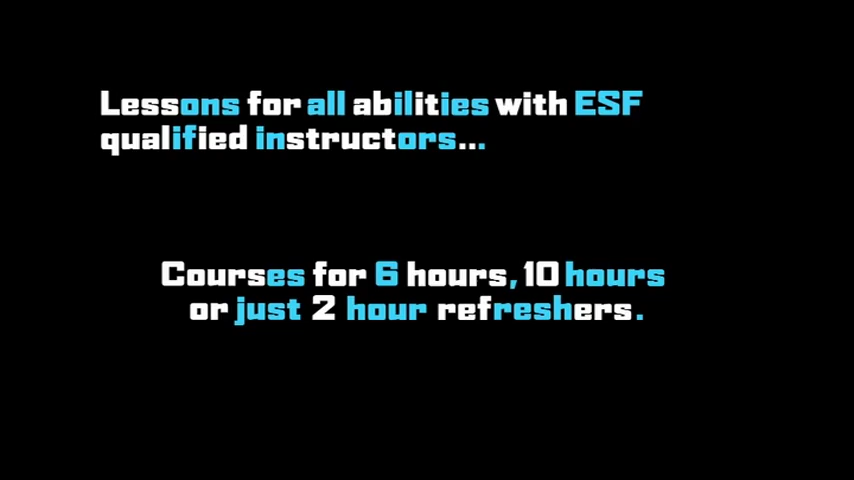 Lessons for all abilities with ESF
qualified instructors...
Courses for 6 hours, 10 hours
or just 2 hour refreshers.